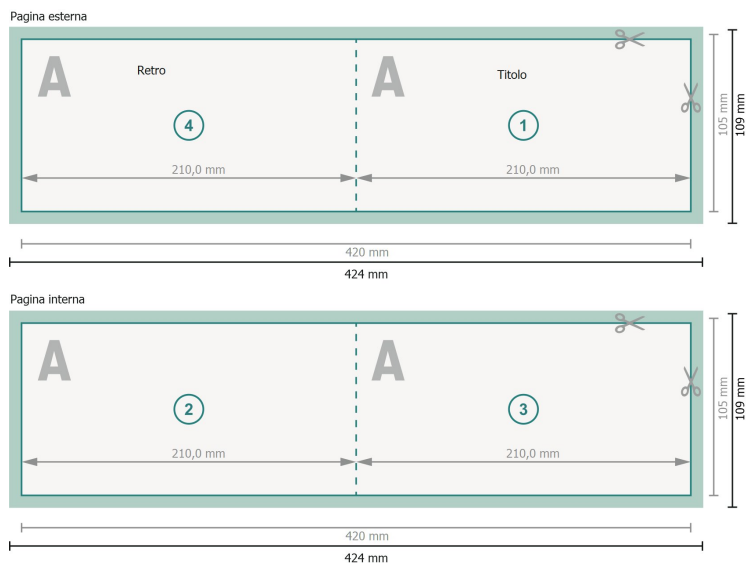 Pagina esterna
A
Retro
A
Titolo
4
1
210,0 mm
210,0 mm
105 mm
109 mm
420 mm
424 mm
Pagina interna
A
A
2
3
210,0 mm
210,0 mm
105 mm
109 mm
420 mm
424 mm